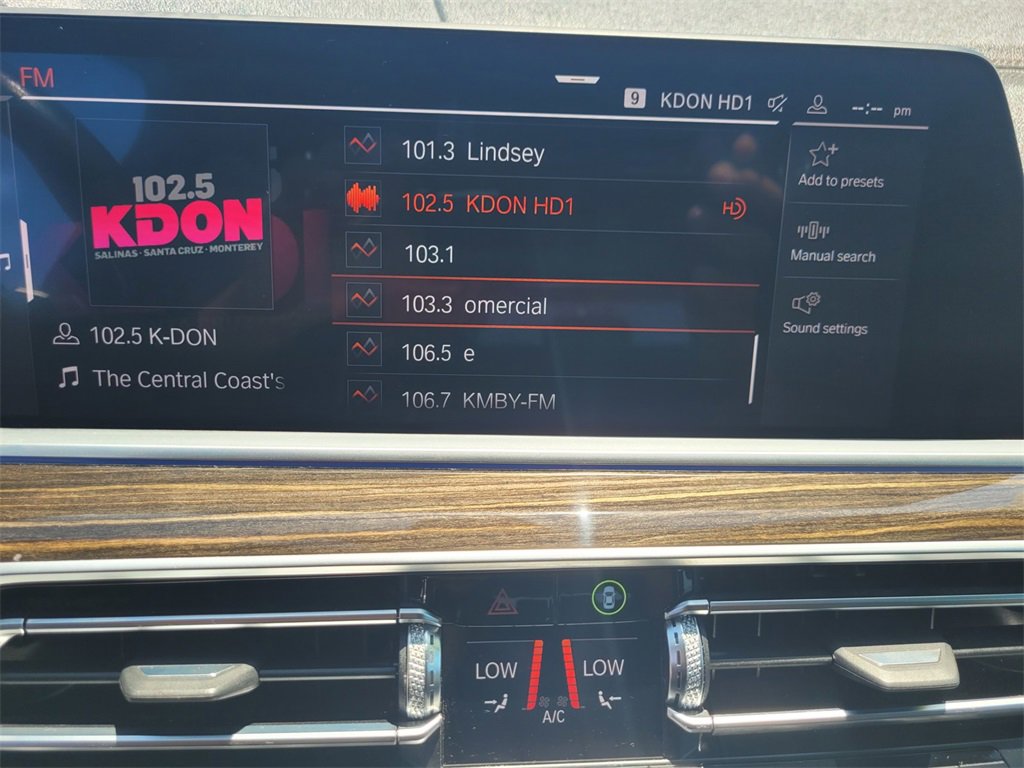 FM
9 KDON HD1 --:-- pm
102.5
KDON
SALINAS · SANTA CRUZ · MONTEREY
102.5 K-DON
The Central Coast's
101.3 Lindsey
102.5 KDON HD1 HD
103.1
103.3 omercial
106.5 e
106.7 KMBY-FM
Add to presets
Manual search
Sound settings
LOW LOW
A/C